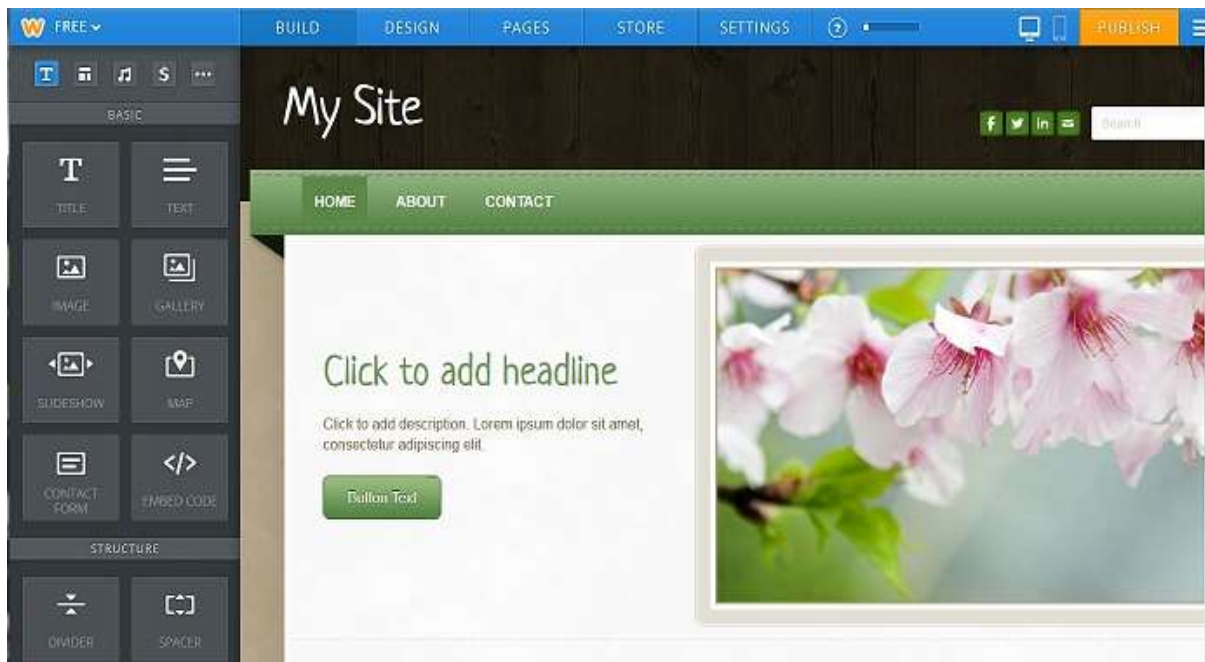 FREE
BUILD DESIGN PAGES STORE SETTINGS ? PUBLISH
T S
BASIC
My Site
Search
T
TITLE TEXT
HOME ABOUT CONTACT
IMAGE GALLERY
SLIDESHOW MAP
Click to add headline
Click to add description. Lorem ipsum dolor sit amet,
consectetur adipiscing elit.
</>
CONTACT
FORM
EMBED CODE
Button Text
STRUCTURE
DIVIDER SPACER